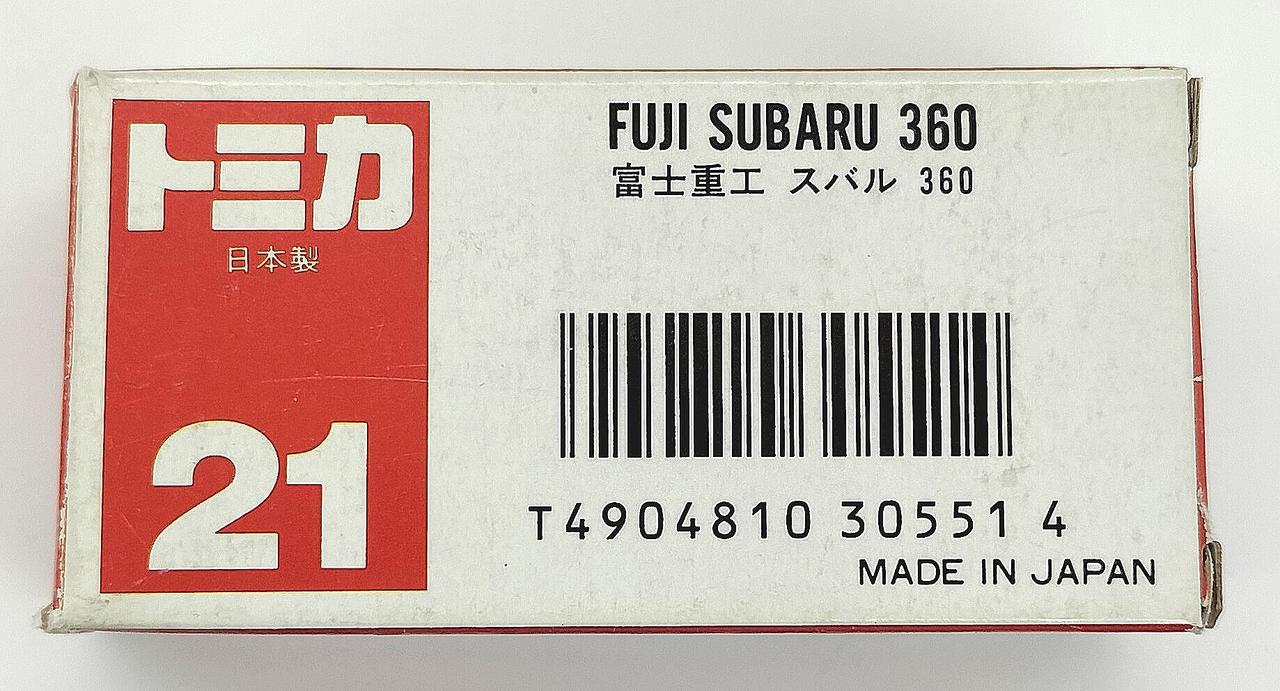 トミカ
日本製
21
FUJI SUBARU 360
富士重工 スバル 360
T4904810 30551 4
MADE IN JAPAN